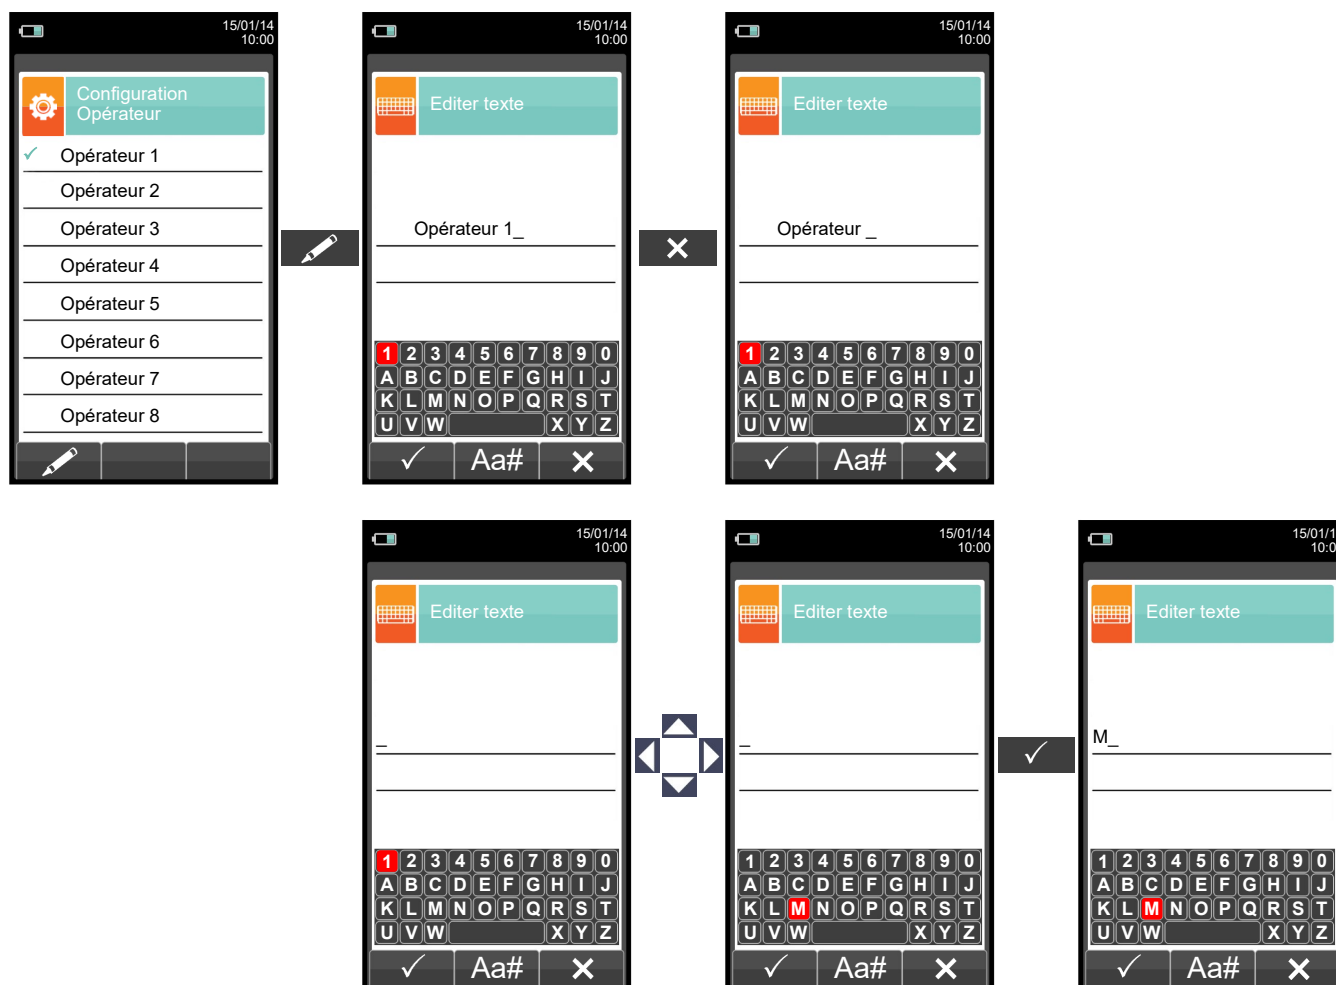 15/01/14
10:00
Configuration
Opérateur
Opérateur 1
Opérateur 2
Opérateur 3
Opérateur 4
Opérateur 5
Opérateur 6
Opérateur 7
Opérateur 8
15/01/14
10:00
Editer texte
Opérateur 1_
1 2 3 4 5 6 7 8 9 0
A B C D E F G H I J
K L M N O P Q R S T
U V W X Y Z
Aa#
15/01/14
10:00
Editer texte
Opérateur _
1 2 3 4 5 6 7 8 9 0
A B C D E F G H I J
K L M N O P Q R S T
U V W X Y Z
Aa#
15/01/14
10:00
Editer texte
_
1 2 3 4 5 6 7 8 9 0
A B C D E F G H I J
K L M N O P Q R S T
U V W X Y Z
Aa#
15/01/14
10:00
Editer texte
_
1 2 3 4 5 6 7 8 9 0
A B C D E F G H I J
K L M N O P Q R S T
U V W X Y Z
Aa#
15/01/1
10:0
Editer texte
M_
1 2 3 4 5 6 7 8 9 0
A B C D E F G H I J
K L M N O P Q R S T
U V W X Y Z
Aa#